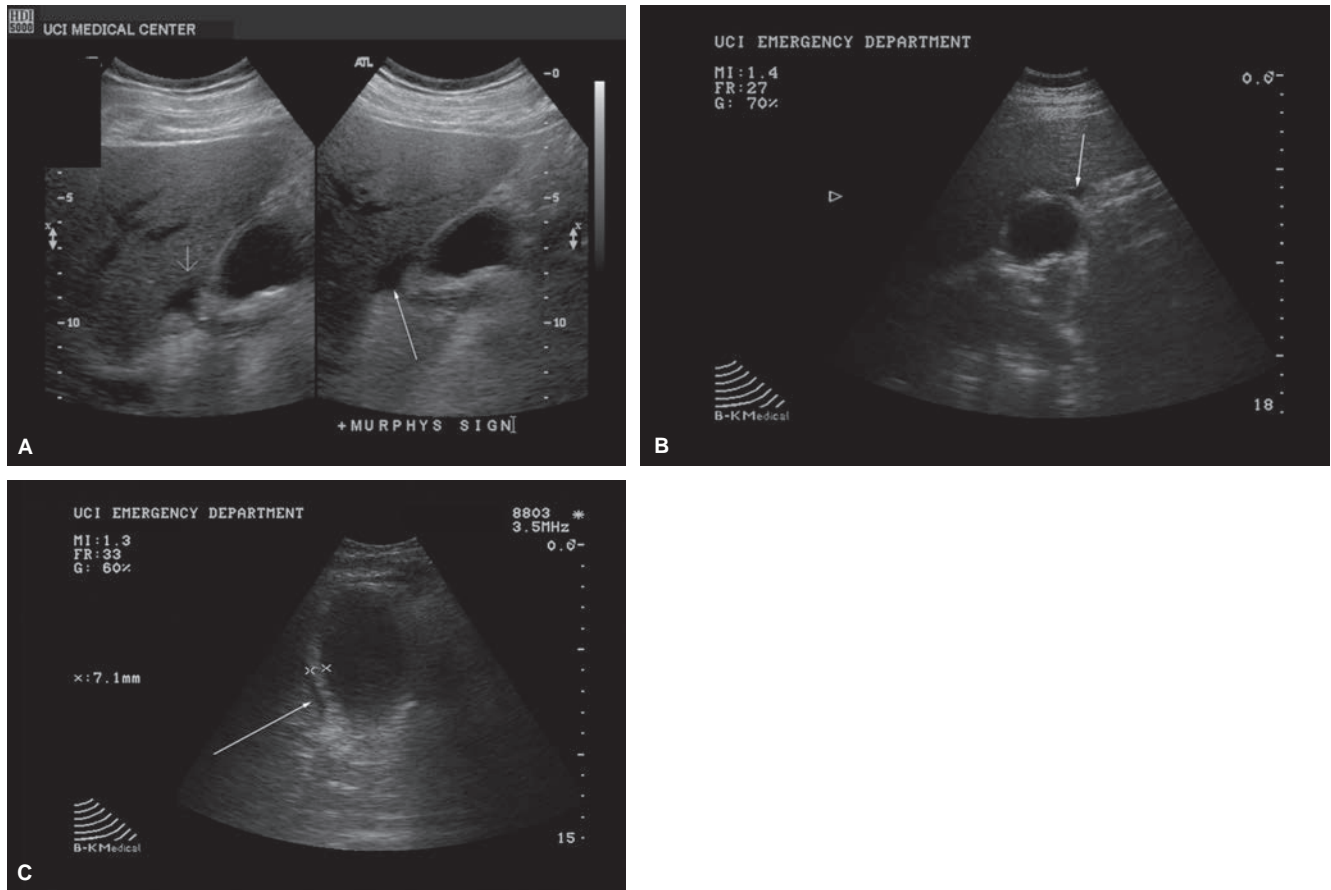 HDI
5000 UCI MEDICAL CENTER
ATL
-0
-5
-5
x
x
-10
-10
+MURPHYS SIGN
A
UCI EMERGENCY DEPARTMENT
MI:1.4
FR:27
G: 70%
0.0
18
B-KMedical
B
UCI EMERGENCY DEPARTMENT
8803 *
3.5MHz
MI:1.3
FR:33
G: 60%
0.0
×:7.1mm
15
B-KMedical
C